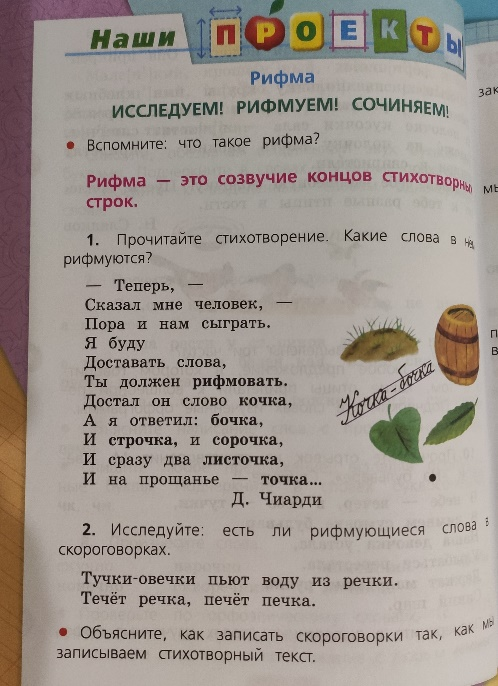 Наши ПРОЕКТЫ
Рифма
ИССЛЕДУЕМ! РИФМУЕМ! СОЧИНЯЕМ!
• Вспомните: что такое рифма?
Рифма — это созвучие концов стихотворны
строк.
1. Прочитайте стихотворение. Какие слова в нём
рифмуются?
— Теперь, —
Сказал мне человек, —
Пора и нам сыграть.
Я буду
Доставать слова,
Ты должен рифмовать.
Достал он слово кочка,
А я ответил: бочка,
И строчка, и сорочка,
И сразу два листочка,
И на прощанье — точка...
Д. Чиарди
Кочка-бочка
2. Исследуйте: есть ли рифмующиеся слова в
скороговорках.
Тучки-овечки пьют воду из речки.
Течёт речка, печёт печка.
• Объясните, как записать скороговорки так, как мы
записываем стихотворный текст.
зак
мы